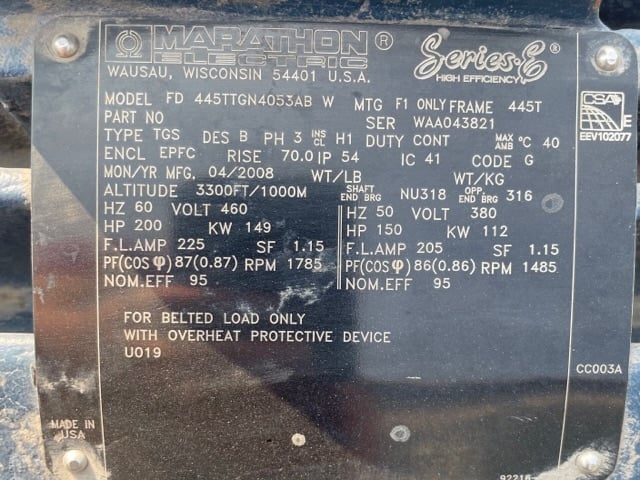 MARATHON ®
ELECTRIC
WAUSAU, WISCONSIN 54401 U.S.A.
Series-E ®
HIGH EFFICIENCY
CSA
E
EEV102077
MODEL FD 445TTGN4053AB W MTG F1 ONLY FRAME 445T
PART NO SER WAA043821
TYPE TGS DES B PH 3 INS CL H1 DUTY CONT MAX AMB °C 40
ENCL EPFC RISE 70.0 IP 54 IC 41 CODE G
MON/YR MFG. 04/2008 WT/LB WT/KG
ALTITUDE 3300FT/1000M SHAFT END BRG NU318 OPP. END BRG 316
HZ 60 VOLT 460
HP 200 KW 149
F.L.AMP 225 SF 1.15
PF(COS φ) 87(0.87) RPM 1785
NOM.EFF 95
HZ 50 VOLT 380
HP 150 KW 112
F.L.AMP 205 SF 1.15
PF(COS φ) 86(0.86) RPM 1485
NOM.EFF 95
FOR BELTED LOAD ONLY
WITH OVERHEAT PROTECTIVE DEVICE
U019
CC003A
MADE IN
USA
92216